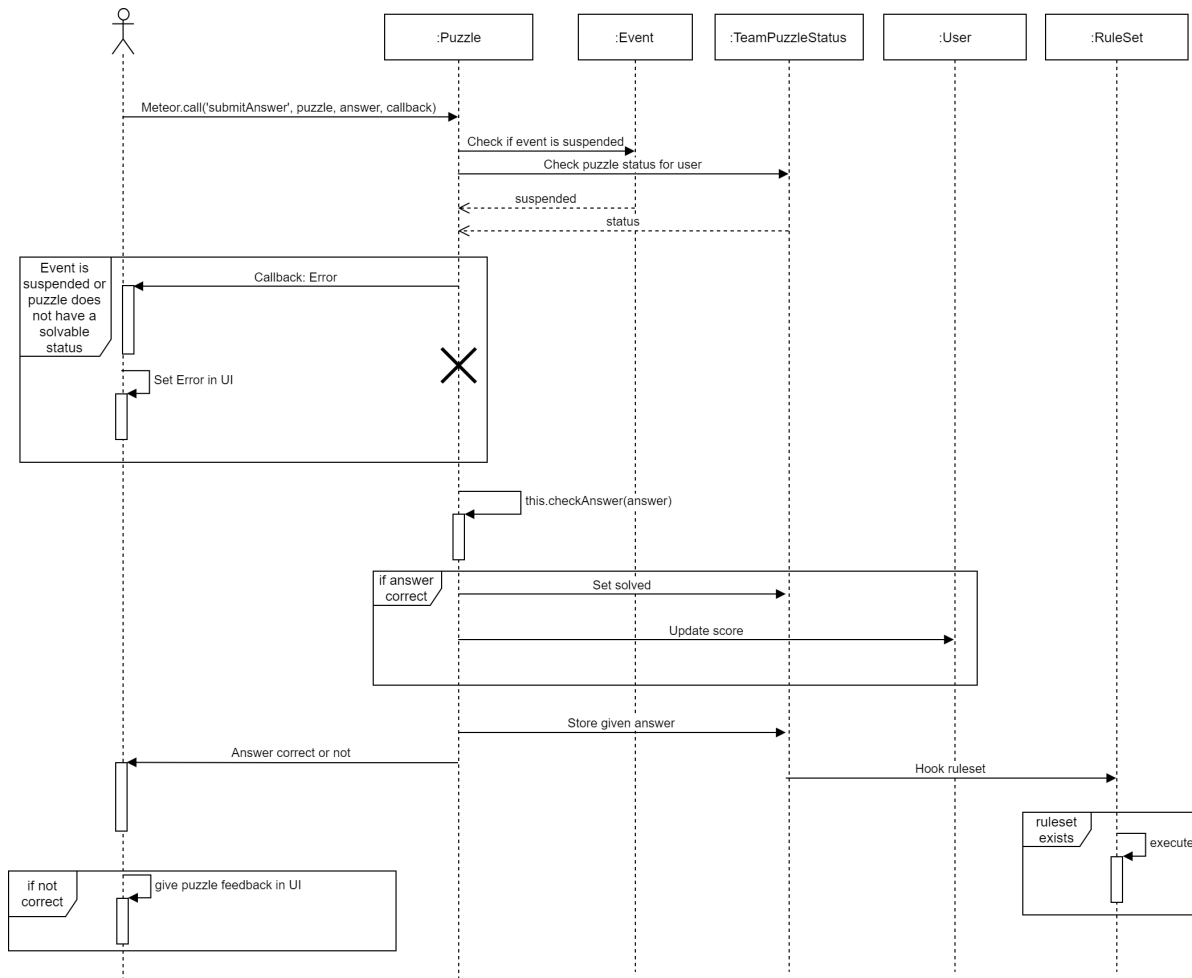 :Puzzle
:Event
:TeamPuzzleStatus
:User
:RuleSet
Meteor.call('submitAnswer', puzzle, answer, callback)
Check if event is suspended
Check puzzle status for user
suspended
status
Event is
suspended or
puzzle does
not have a
solvable
status
Callback: Error
Set Error in UI
this.checkAnswer(answer)
if answer
correct
Set solved
Update score
Store given answer
Answer correct or not
Hook ruleset
ruleset
exists
execute
if not
correct
give puzzle feedback in UI